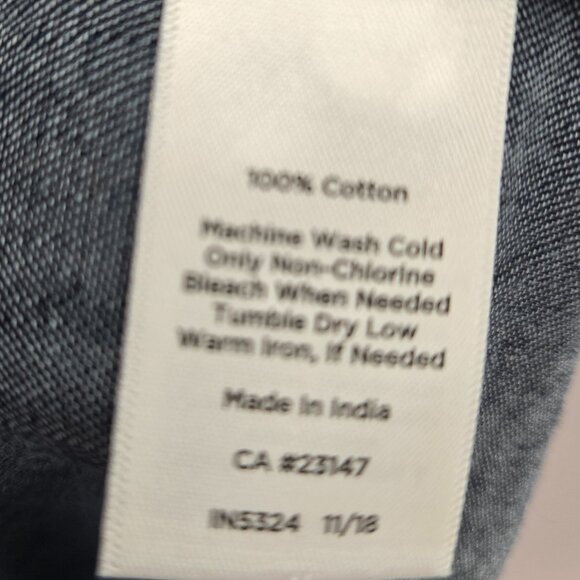 100% Cotton
Machine Wash Cold
Only Non-Chlorine
Bleach When Needed
Tumble Dry Low
Warm Iron, If Needed
Made In India
CA #23147
IN5324 11/18